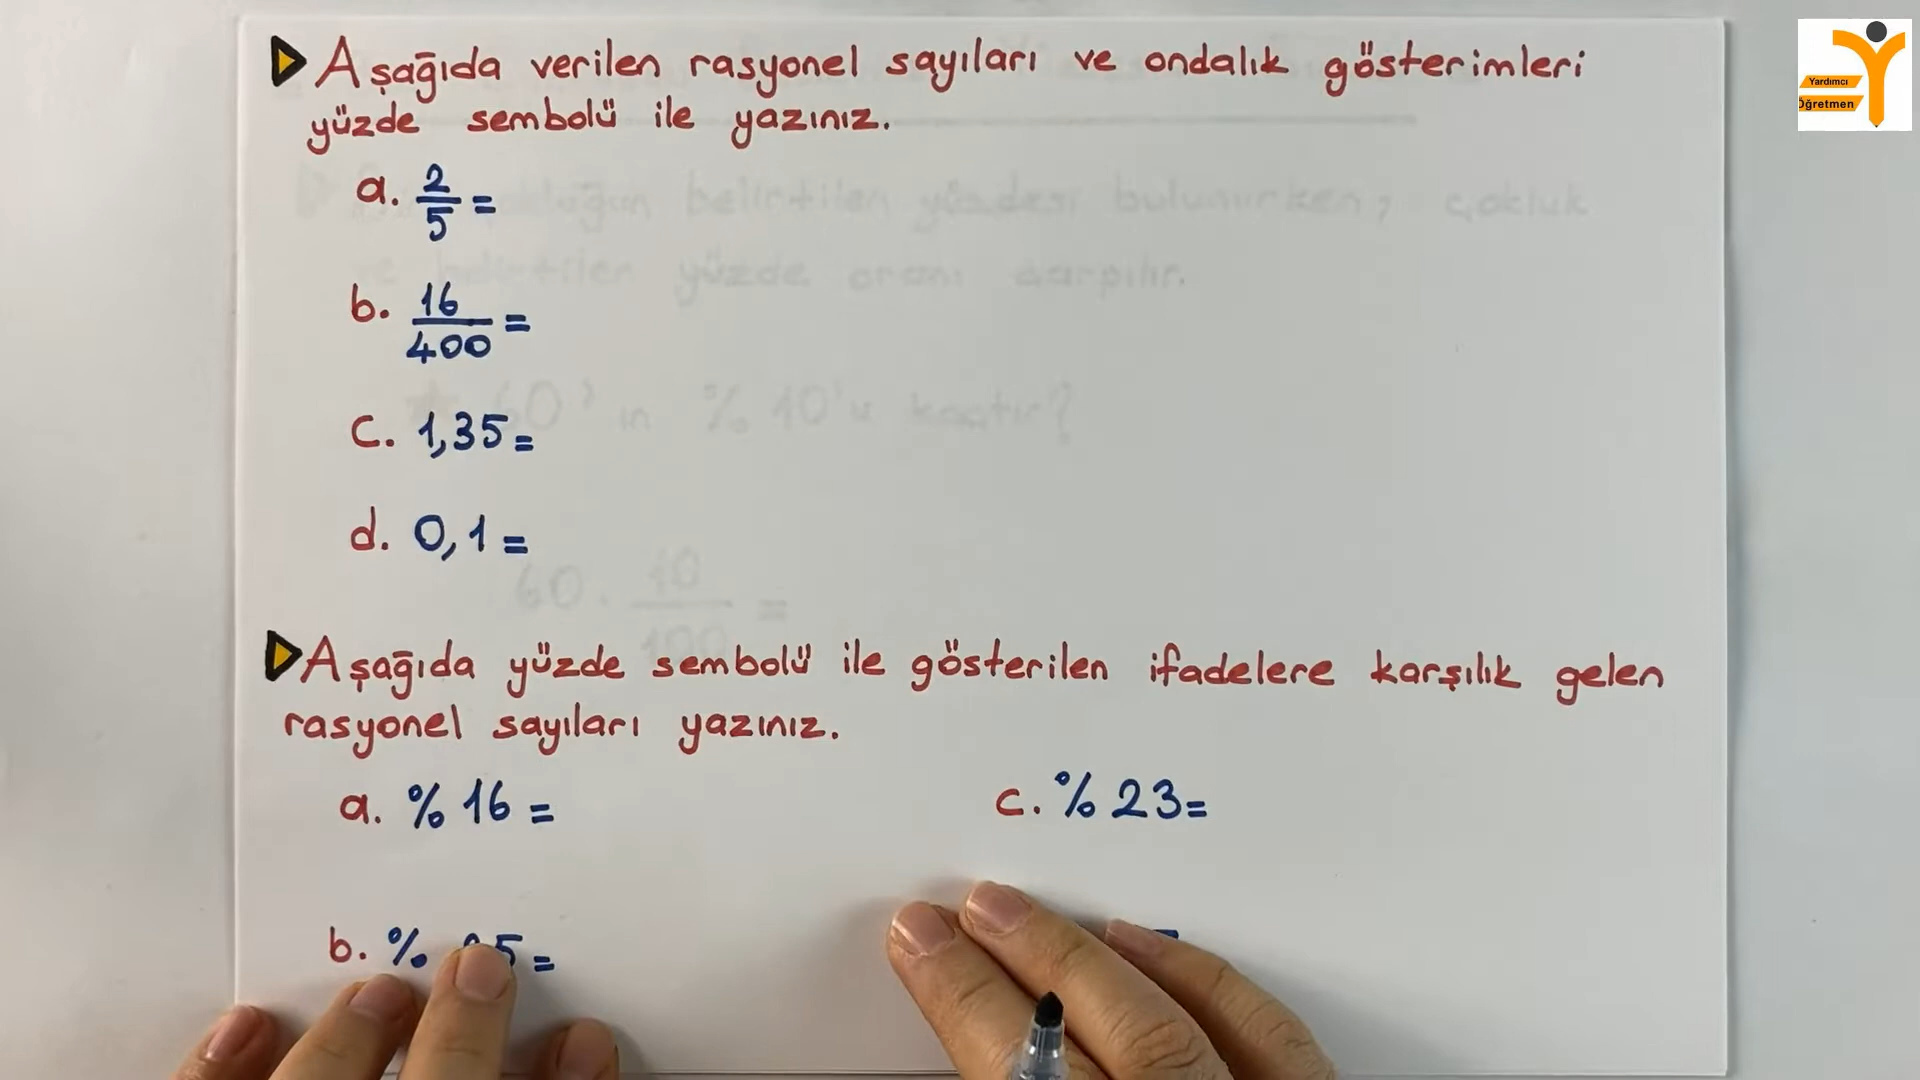 Aşağıda verilen rasyonel sayıları ve ondalık gösterimleri
yüzde sembolü ile yazınız.
a. 2/5 =
b. 16/400 =
c. 1,35 =
d. 0,1 =
Aşağıda yüzde sembolü ile gösterilen ifadelere karşılık gelen
rasyonel sayıları yazınız.
a. % 16 =
c. % 23 =
b. % =
Yardımcı
Öğretmen